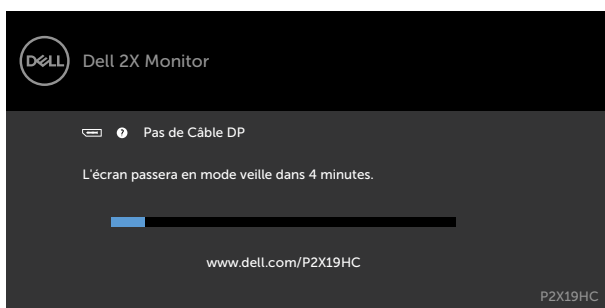 DELL
Dell 2X Monitor
? Pas de Câble DP
L'écran passera en mode veille dans 4 minutes.
www.dell.com/P2X19HC
P2X19HC